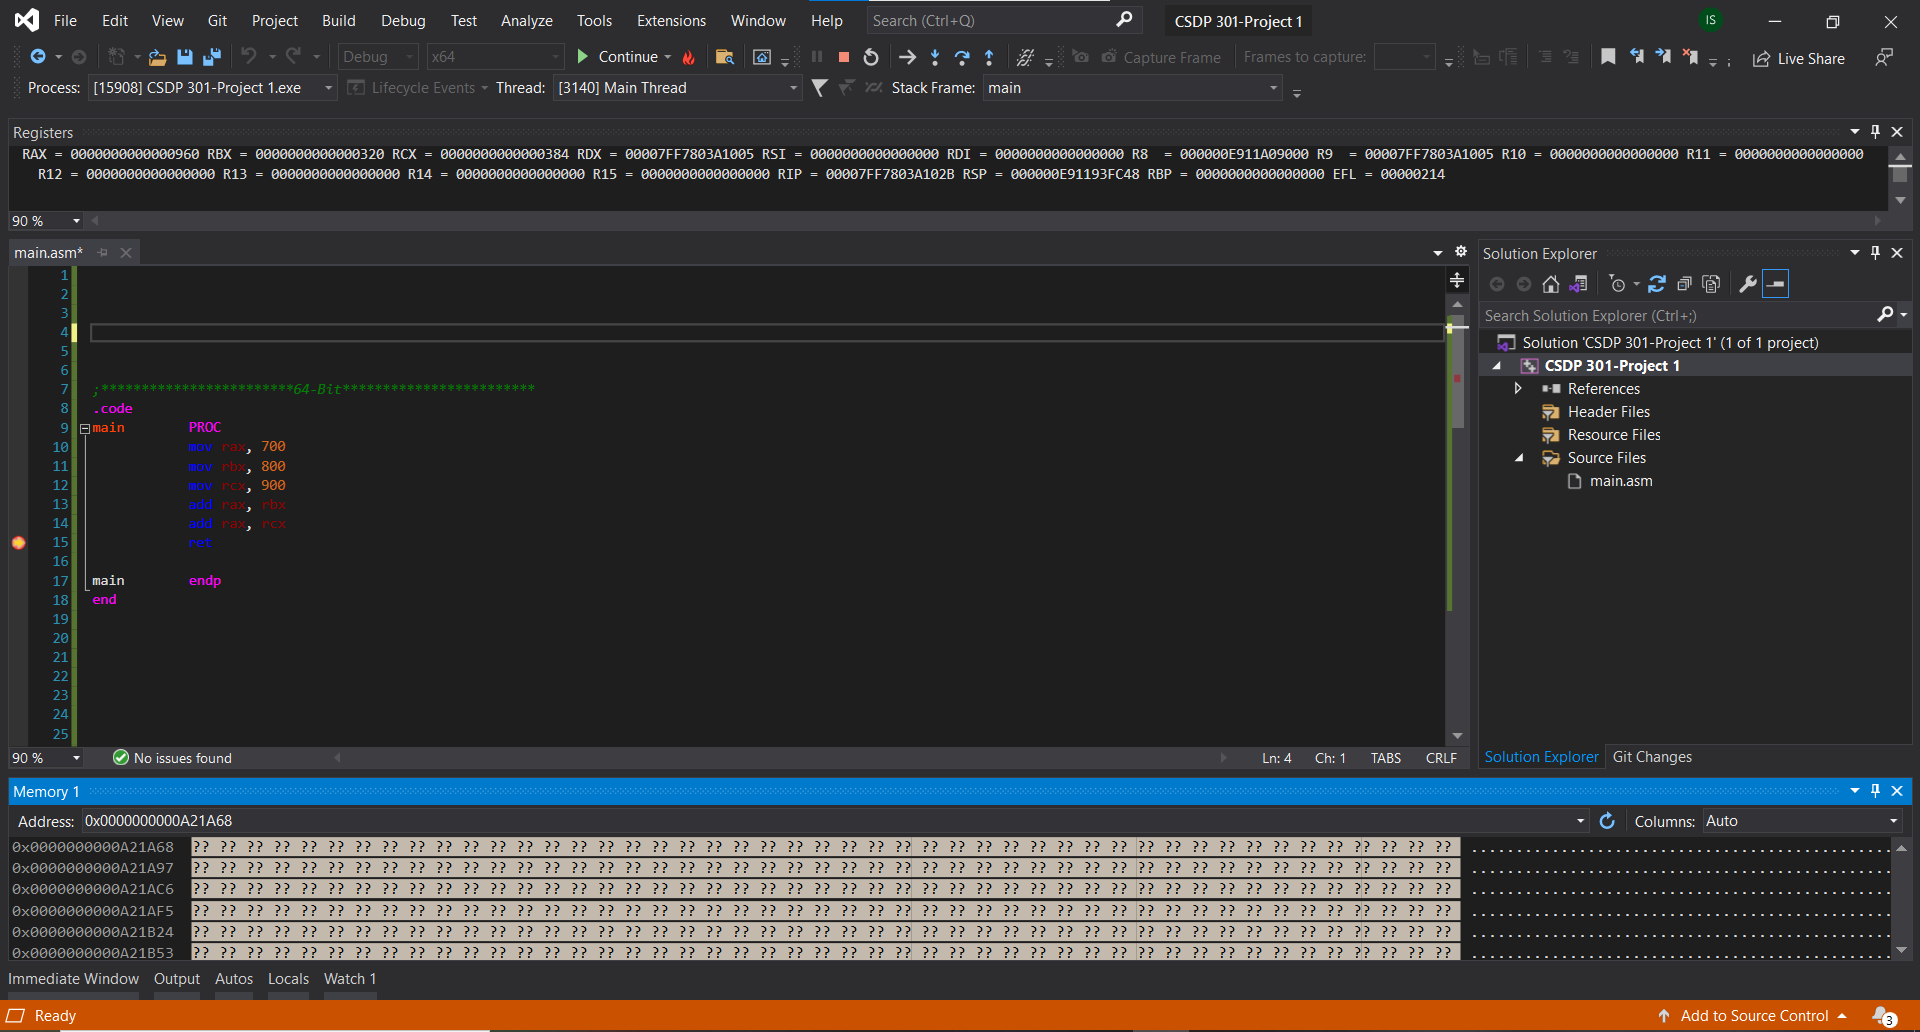 File Edit View Git Project Build Debug Test Analyze Tools Extensions Window Help Search (Ctrl+Q) CSDP 301-Project 1 IS
Debug x64 Continue Capture Frame Frames to capture: Live Share
Process: [15908] CSDP 301-Project 1.exe Lifecycle Events Thread: [3140] Main Thread Stack Frame: main
Registers
RAX = 0000000000000960 RBX = 0000000000000320 RCX = 0000000000000384 RDX = 00007FF7803A1005 RSI = 0000000000000000 RDI = 0000000000000000 R8 = 000000E911A09000 R9 = 00007FF7803A1005 R10 = 0000000000000000 R11 = 0000000000000000
R12 = 0000000000000000 R13 = 0000000000000000 R14 = 0000000000000000 R15 = 0000000000000000 RIP = 00007FF7803A102B RSP = 000000E91193FC48 RBP = 0000000000000000 EFL = 00000214
90 %
main.asm*
1
2
3
4
5
6
7 ;************************64-Bit************************
8 .code
9 main PROC
10 mov rax, 700
11 mov rbx, 800
12 mov rcx, 900
13 add rax, rbx
14 add rax, rcx
15 ret
16
17 main endp
18 end
19
20
21
22
23
24
25
90 % No issues found Ln: 4 Ch: 1 TABS CRLF
Solution Explorer
Search Solution Explorer (Ctrl+;)
Solution 'CSDP 301-Project 1' (1 of 1 project)
CSDP 301-Project 1
References
Header Files
Resource Files
Source Files
main.asm
Solution Explorer Git Changes
Memory 1
Address: 0x0000000000A21A68 Columns: Auto
0x0000000000A21A68 ?? ?? ?? ?? ?? ?? ?? ?? ?? ?? ?? ?? ?? ?? ?? ?? ?? ?? ?? ?? ?? ?? ?? ?? ?? ?? ?? ?? ?? ?? ?? ?? ?? ?? ?? ?? ?? ?? ?? ?? ?? ?? ?? ?? ?? ?? ?? ...............................................
0x0000000000A21A97 ?? ?? ?? ?? ?? ?? ?? ?? ?? ?? ?? ?? ?? ?? ?? ?? ?? ?? ?? ?? ?? ?? ?? ?? ?? ?? ?? ?? ?? ?? ?? ?? ?? ?? ?? ?? ?? ?? ?? ?? ?? ?? ?? ?? ?? ?? ?? ...............................................
0x0000000000A21AC6 ?? ?? ?? ?? ?? ?? ?? ?? ?? ?? ?? ?? ?? ?? ?? ?? ?? ?? ?? ?? ?? ?? ?? ?? ?? ?? ?? ?? ?? ?? ?? ?? ?? ?? ?? ?? ?? ?? ?? ?? ?? ?? ?? ?? ?? ?? ?? ...............................................
0x0000000000A21AF5 ?? ?? ?? ?? ?? ?? ?? ?? ?? ?? ?? ?? ?? ?? ?? ?? ?? ?? ?? ?? ?? ?? ?? ?? ?? ?? ?? ?? ?? ?? ?? ?? ?? ?? ?? ?? ?? ?? ?? ?? ?? ?? ?? ?? ?? ?? ?? ...............................................
0x0000000000A21B24 ?? ?? ?? ?? ?? ?? ?? ?? ?? ?? ?? ?? ?? ?? ?? ?? ?? ?? ?? ?? ?? ?? ?? ?? ?? ?? ?? ?? ?? ?? ?? ?? ?? ?? ?? ?? ?? ?? ?? ?? ?? ?? ?? ?? ?? ?? ?? ...............................................
0x0000000000A21B53 ?? ?? ?? ?? ?? ?? ?? ?? ?? ?? ?? ?? ?? ?? ?? ?? ?? ?? ?? ?? ?? ?? ?? ?? ?? ?? ?? ?? ?? ?? ?? ?? ?? ?? ?? ?? ?? ?? ?? ?? ?? ?? ?? ?? ?? ?? ?? ...............................................
Immediate Window Output Autos Locals Watch 1
Ready Add to Source Control 3